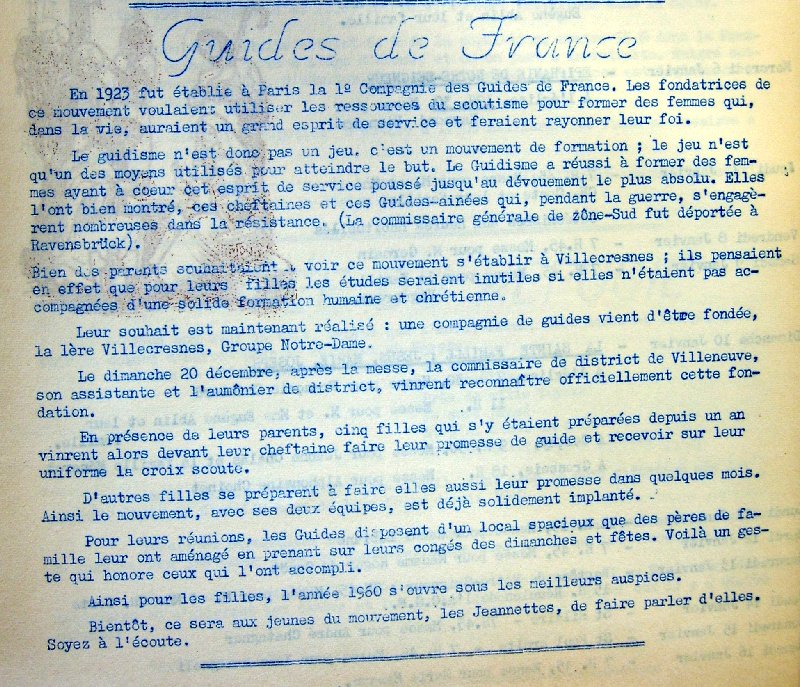 Guides de France
En 1923 fut établie à Paris la 1º Compagnie des Guides de France. Les fondatrices de
ce mouvement voulaient utiliser les ressources du scoutisme pour former des femmes qui,
dans la vie, auraient un grand esprit de service et feraient rayonner leur foi.
Le guidisme n'est donc pas un jeu, c'est un mouvement de formation ; le jeu n'est
qu'un des moyens utilisés pour atteindre le but. Le Guidisme a réussi à former des fem-
mes ayant à coeur cet esprit de service poussé jusqu'au dévouement le plus absolu. Elles
l'ont bien montré, ces cheftaines et ces Guides-aînées qui, pendant la guerre, s'engagè-
rent nombreuses dans la résistance. (La commissaire générale de zône-Sud fut déportée à
Ravensbrück).
Bien des parents souhaitaient voir ce mouvement s'établir à Villecresnes ; ils pensaient
en effet que pour leurs filles les études seraient inutiles si elles n'étaient pas ac-
compagnées d'une solide formation humaine et chrétienne.
Leur souhait est maintenant réalisé : une compagnie de guides vient d'être fondée,
la 1ère Villecresnes, Groupe Notre-Dame.
Le dimanche 20 décembre, après la messe, la commissaire de district de Villeneuve,
son assistante et l'aumônier de district, vinrent reconnaître officiellement cette fon-
dation.
En présence de leurs parents, cinq filles qui s'y étaient préparées depuis un an
vinrent alors devant leur cheftaine faire leur promesse de guide et recevoir sur leur
uniforme la croix scoute.
D'autres filles se préparent à faire elles aussi leur promesse dans quelques mois.
Ainsi le mouvement, avec ses deux équipes, est déjà solidement implanté.
Pour leurs réunions, les Guides disposent d'un local spacieux que des pères de fa-
mille leur ont aménagé en prenant sur leurs congés des dimanches et fêtes. Voilà un ges-
te qui honore ceux qui l'ont accompli.
Ainsi pour les filles, l'année 1960 s'ouvre sous les meilleurs auspices.
Bientôt, ce sera aux jeunes du mouvement, les Jeannettes, de faire parler d'elles.
Soyez à l'écoute.